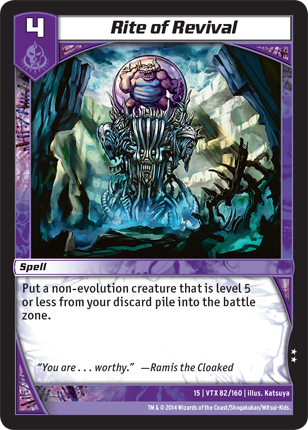 4 Rite of Revival
Spell
Put a non-evolution creature that is level 5
or less from your discard pile into the battle
zone.
“You are . . . worthy.” —Ramis the Cloaked
15 | VTX 82/160 | illus. Katsuya
TM & © 2014 Wizards of the Coast/Shogakukan/Mitsui-Kids.